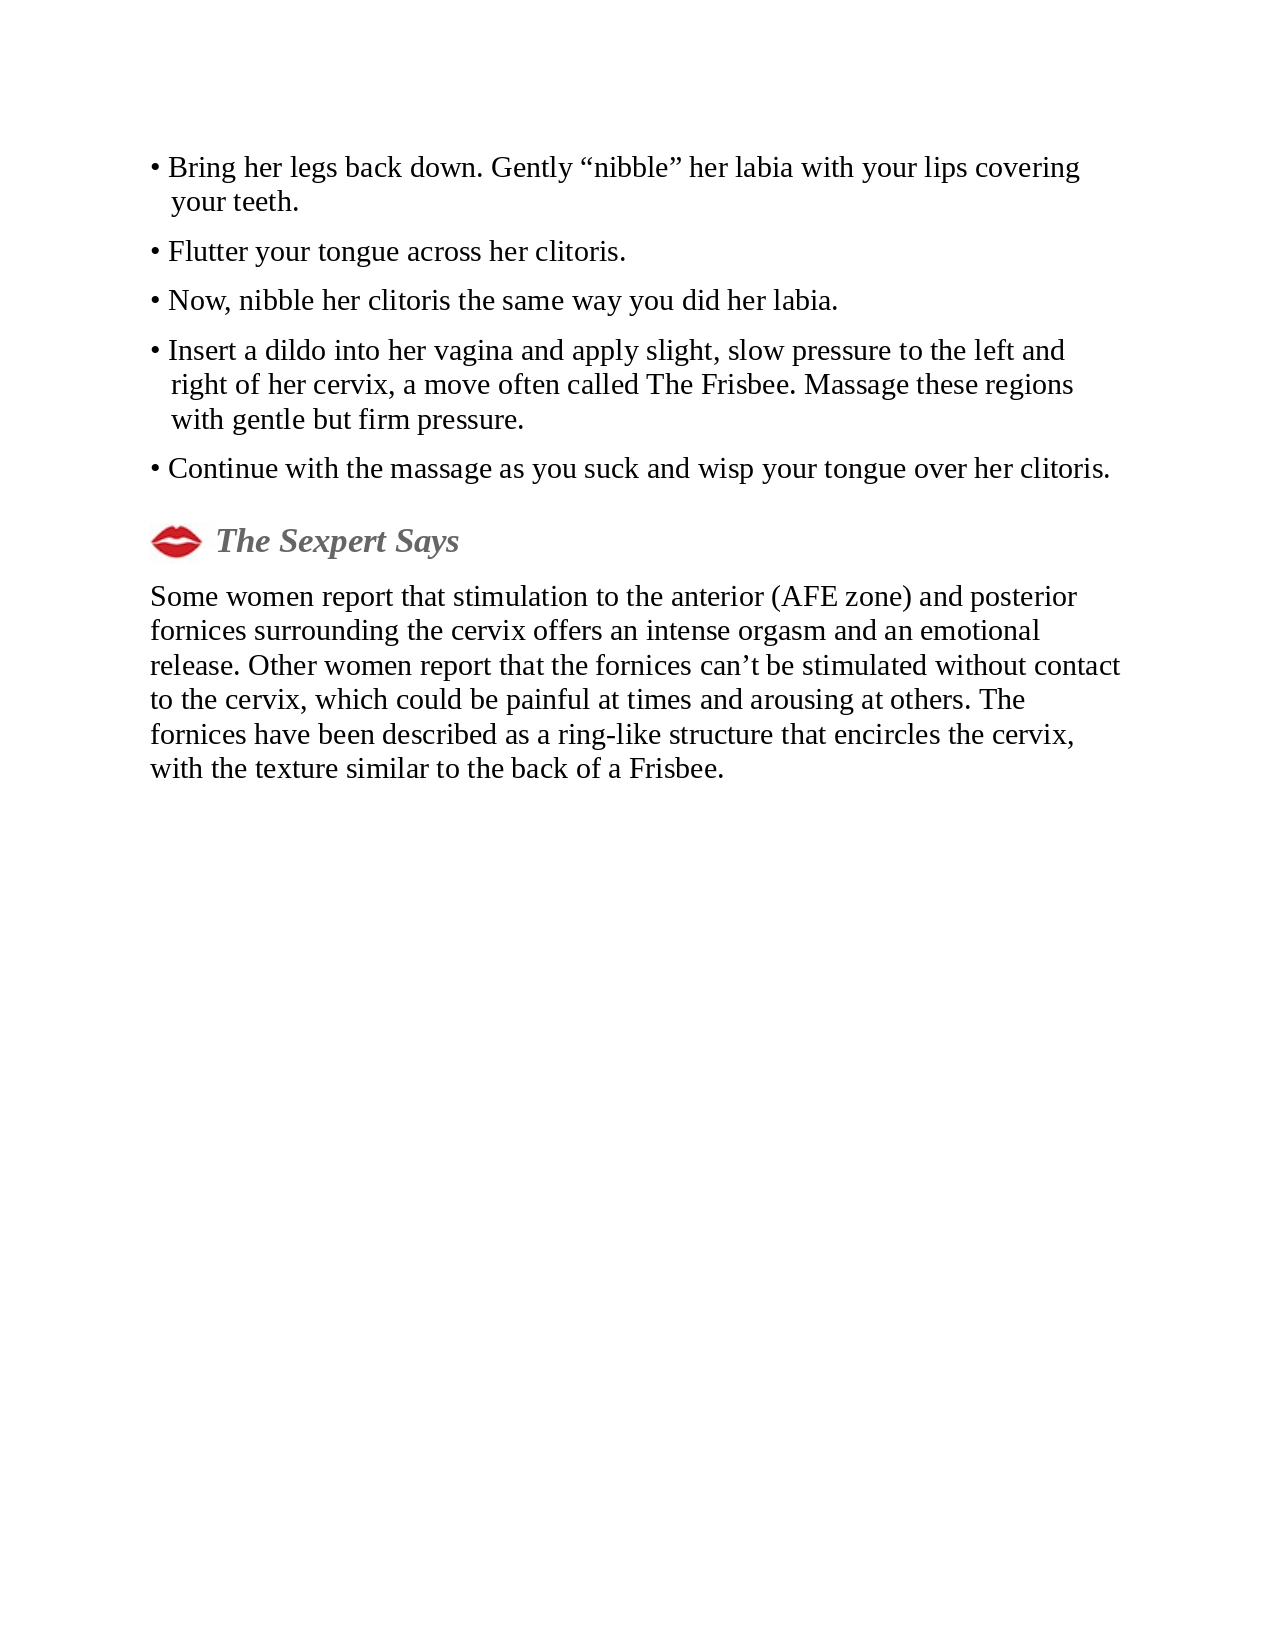 • Bring her legs back down. Gently “nibble” her labia with your lips covering
your teeth.
• Flutter your tongue across her clitoris.
• Now, nibble her clitoris the same way you did her labia.
• Insert a dildo into her vagina and apply slight, slow pressure to the left and
right of her cervix, a move often called The Frisbee. Massage these regions
with gentle but firm pressure.
• Continue with the massage as you suck and wisp your tongue over her clitoris.
The Sexpert Says
Some women report that stimulation to the anterior (AFE zone) and posterior
fornices surrounding the cervix offers an intense orgasm and an emotional
release. Other women report that the fornices can’t be stimulated without contact
to the cervix, which could be painful at times and arousing at others. The
fornices have been described as a ring-like structure that encircles the cervix,
with the texture similar to the back of a Frisbee.